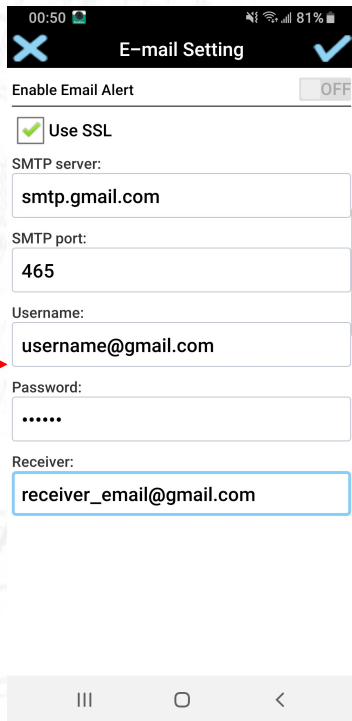 00:50 81%
E-mail Setting
Enable Email Alert OFF
Use SSL
SMTP server:
smtp.gmail.com
SMTP port:
465
Username:
username@gmail.com
Password:
••••••
Receiver:
receiver_email@gmail.com